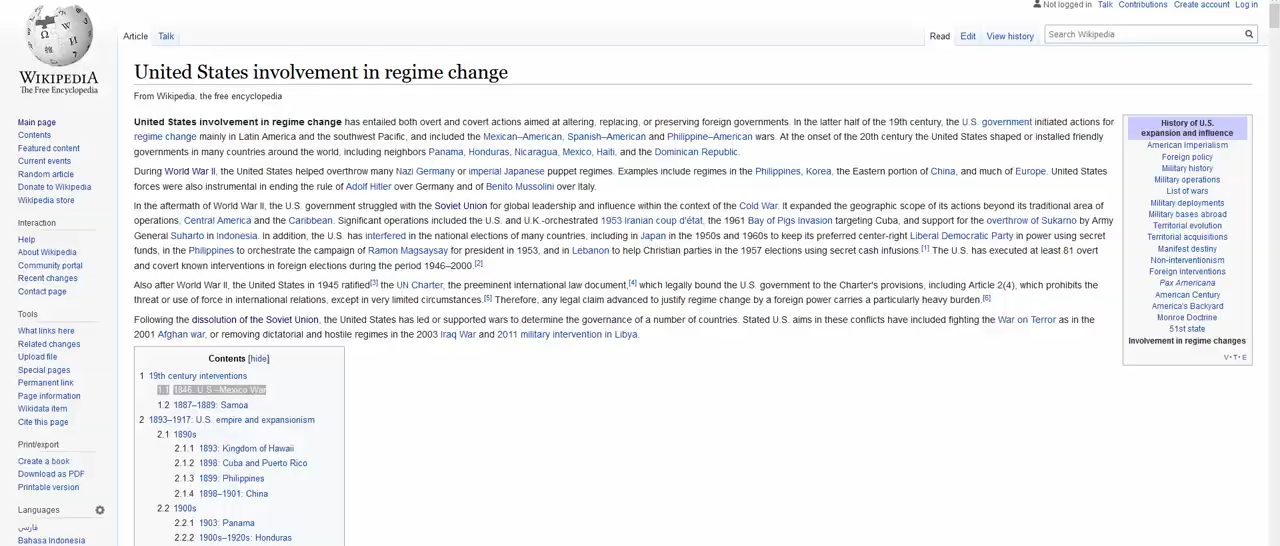 Not logged in Talk Contributions Create account Log in
Article Talk
Read Edit View history Search Wikipedia
WIKIPEDIA
The Free Encyclopedia
Main page
Contents
Featured content
Current events
Random article
Donate to Wikipedia
Wikipedia store
Interaction
Help
About Wikipedia
Community portal
Recent changes
Contact page
Tools
What links here
Related changes
Upload file
Special pages
Permanent link
Page information
Wikidata item
Cite this page
Print/export
Create a book
Download as PDF
Printable version
Languages
فارسی
Bahasa Indonesia
United States involvement in regime change
From Wikipedia, the free encyclopedia
United States involvement in regime change has entailed both overt and covert actions aimed at altering, replacing, or preserving foreign governments. In the latter half of the 19th century, the U.S. government initiated actions for
regime change mainly in Latin America and the southwest Pacific, and included the Mexican–American, Spanish–American and Philippine–American wars. At the onset of the 20th century the United States shaped or installed friendly
governments in many countries around the world, including neighbors Panama, Honduras, Nicaragua, Mexico, Haiti, and the Dominican Republic.
During World War II, the United States helped overthrow many Nazi Germany or imperial Japanese puppet regimes. Examples include regimes in the Philippines, Korea, the Eastern portion of China, and much of Europe. United States
forces were also instrumental in ending the rule of Adolf Hitler over Germany and of Benito Mussolini over Italy.
In the aftermath of World War II, the U.S. government struggled with the Soviet Union for global leadership and influence within the context of the Cold War. It expanded the geographic scope of its actions beyond its traditional area of
operations, Central America and the Caribbean. Significant operations included the U.S. and U.K.-orchestrated 1953 Iranian coup d'état, the 1961 Bay of Pigs Invasion targeting Cuba, and support for the overthrow of Sukarno by Army
General Suharto in Indonesia. In addition, the U.S. has interfered in the national elections of many countries, including in Japan in the 1950s and 1960s to keep its preferred center-right Liberal Democratic Party in power using secret
funds, in the Philippines to orchestrate the campaign of Ramon Magsaysay for president in 1953, and in Lebanon to help Christian parties in the 1957 elections using secret cash infusions.[1] The U.S. has executed at least 81 overt
and covert known interventions in foreign elections during the period 1946–2000.[2]
Also after World War II, the United States in 1945 ratified[3] the UN Charter, the preeminent international law document,[4] which legally bound the U.S. government to the Charter's provisions, including Article 2(4), which prohibits the
threat or use of force in international relations, except in very limited circumstances.[5] Therefore, any legal claim advanced to justify regime change by a foreign power carries a particularly heavy burden.[6]
Following the dissolution of the Soviet Union, the United States has led or supported wars to determine the governance of a number of countries. Stated U.S. aims in these conflicts have included fighting the War on Terror as in the
2001 Afghan war, or removing dictatorial and hostile regimes in the 2003 Iraq War and 2011 military intervention in Libya.
Contents [hide]
1 19th century interventions
1.1 1846 U.S.–Mexico War
1.2 1887–1889: Samoa
2 1893–1917: U.S. empire and expansionism
2.1 1890s
2.1.1 1893: Kingdom of Hawaii
2.1.2 1898: Cuba and Puerto Rico
2.1.3 1899: Philippines
2.1.4 1898–1901: China
2.2 1900s
2.2.1 1903: Panama
2.2.2 1900s–1920s: Honduras
History of U.S.
expansion and influence
American imperialism
Foreign policy
Military history
Military operations
List of wars
Military deployments
Military bases abroad
Territorial evolution
Territorial acquisitions
Manifest destiny
Non-interventionism
Foreign interventions
Pax Americana
American Century
America's Backyard
Monroe Doctrine
51st state
Involvement in regime changes
V · T · E